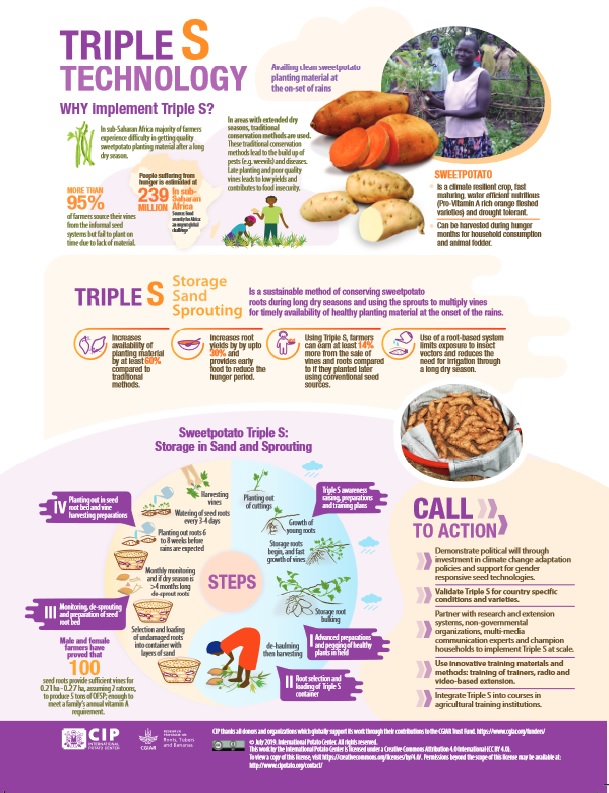 TRIPLE S
TECHNOLOGY
Availing clean sweetpotato
planting material at
the on-set of rains
WHY Implement Triple S?
In sub-Saharan Africa majority of farmers
experience difficulty in getting quality
sweetpotato planting material after a long
dry season.
MORE THAN
95%
of farmers source their vines
from the informal seed
systems but fail to plant on
time due to lack of material.
People suffering from
hunger is estimated at
239
MILLION
In sub-
Saharan
Africa
In areas with extended dry
seasons, traditional
conservation methods are used.
These traditional conservation
methods lead to the build up of
pests (e.g. weevils) and diseases.
Late planting and poor quality
vines leads to low yields and
contributes to food insecurity.
SWEETPOTATO
Is a climate resilient crop, fast
maturing, water efficient nutritious
(Pro-Vitamin A rich orange fleshed
varieties) and drought tolerant.
Can be harvested during hunger
months for household consumption
and animal fodder.
TRIPLE S
Storage
Sand
Sprouting
Is a sustainable method of conserving sweetpotato
roots during long dry seasons and using the sprouts to multiply vines
for timely availability of healthy planting material at the onset of the rains.
Increases
availability of
planting material
by at least 60%
compared to
traditional
methods.
Increases root
yields by upto
30% and
provides early
food to reduce the
hunger period.
Using Triple S, farmers
can earn at least 14%
more from the sale of
vines and roots compared
to if they planted later
using conventional seed
sources.
Use of a root-based system
limits exposure to insect
vectors and reduces the
need for irrigation through
a long dry season.
Sweetpotato Triple S:
Storage in Sand and Sprouting
IV Planting out in seed
root bed and vine
harvesting preparations
Harvesting
vines
Watering of seed roots
every 3-4 days
Planting out roots 6
to 8 weeks before
rains are expected
Monthly monitoring
and if dry season is
>4 months long
de-sprout roots
Selection and loading
of undamaged roots
into container with
layers of sand
STEPS
Planting out
of cuttings
Growth of
young roots
Storage roots
begin, and fast
growth of vines
Storage root
bulking
de-haulming
then harvesting
Triple S awareness
raising, preparations
and training plans
I Advanced preparations
and pegging of healthy
plants in field
II Root selection and
loading of Triple S
container
III Monitoring, de-sprouting
and preparation of seed
root bed
Male and female
farmers have
proved that
100
seed roots provide sufficient vines for
0.21 ha - 0.27 ha, assuming 2 ratoons,
to produce 5 tons of OFSP; enough to
meet a family's annual vitamin A
requirement.
CALL
TO ACTION
Demonstrate political will through
investment in climate change adaptation
policies and support for gender
responsive seed technologies.
Validate Triple S for country specific
conditions and varieties.
Partner with research and extension
systems, non-governmental
organizations, multi-media
communication experts and champion
households to implement Triple S at scale.
Use innovative training materials and
methods: training of trainers, radio and
video-based extension.
Integrate Triple S into courses in
agricultural training institutions.
CIP
INTERNATIONAL
POTATO CENTER
CGIAR
RESEARCH
PROGRAM ON
Roots, Tubers
and Bananas
CIP thanks all donors and organizations which globally support its work through their contributions to the CGIAR Trust Fund. https://www.cgiar.org/funders/
© July 2019. International Potato Center. All rights reserved.
This work by the International Potato Center is licensed under a Creative Commons Attribution 4.0 International (CC BY 4.0).
To view a copy of this license, visit https://creativecommons.org/licenses/by/4.0/. Permissions beyond the scope of this license may be available at:
http://www.cipotato.org/contact/